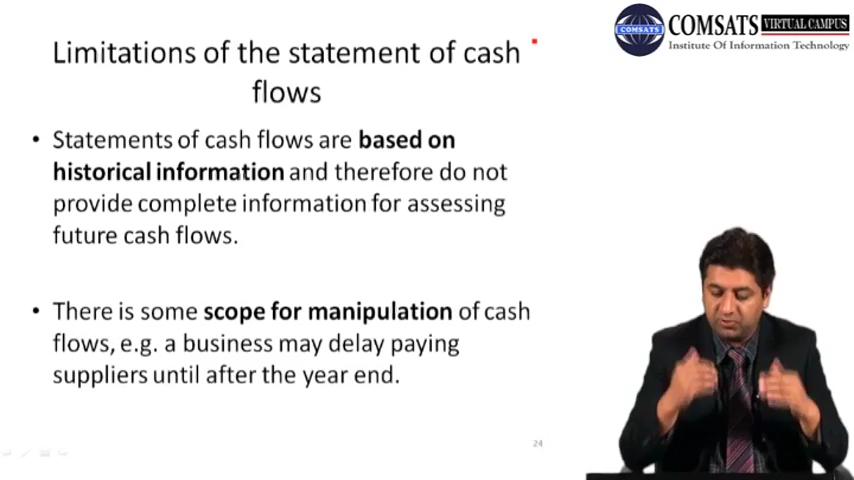 Limitations of the statement of cash
flows
• Statements of cash flows are based on
historical information and therefore do not
provide complete information for assessing
future cash flows.
• There is some scope for manipulation of cash
flows, e.g. a business may delay paying
suppliers until after the year end.
24
COMSATS
COMSATS VIRTUAL CAMPUS
Institute Of Information Technology